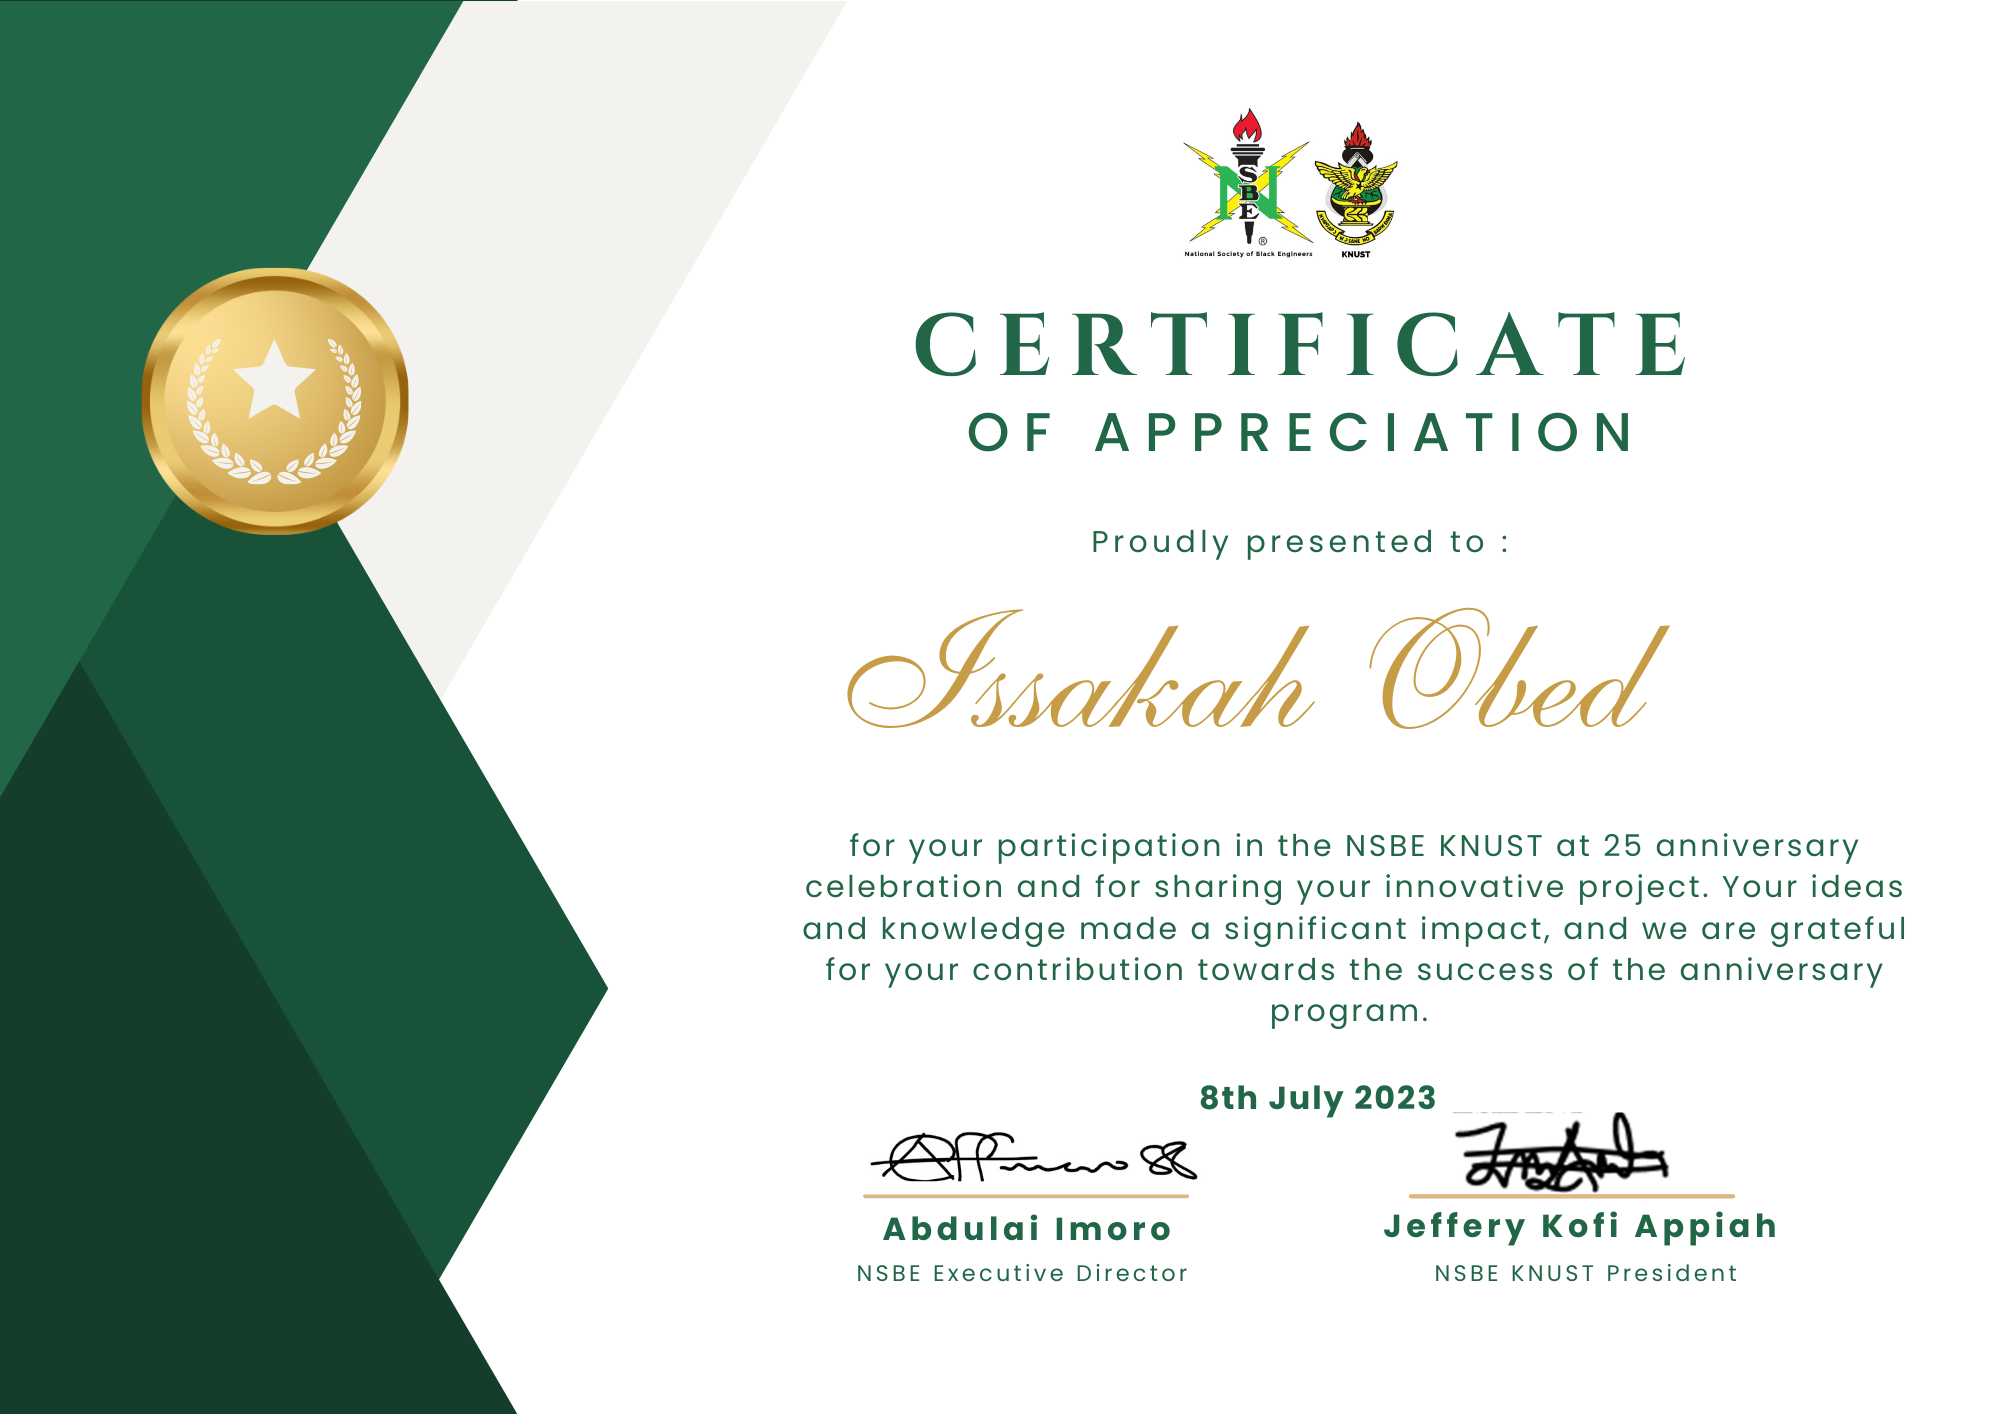 NSBE
®
National Society of Black Engineers
KNUST
CERTIFICATE
OF APPRECIATION
Proudly presented to :
Issakah Obed
for your participation in the NSBE KNUST at 25 anniversary
celebration and for sharing your innovative project. Your ideas
and knowledge made a significant impact, and we are grateful
for your contribution towards the success of the anniversary
program.
8th July 2023
Abdulai Imoro
NSBE Executive Director
Jeffery Kofi Appiah
NSBE KNUST President